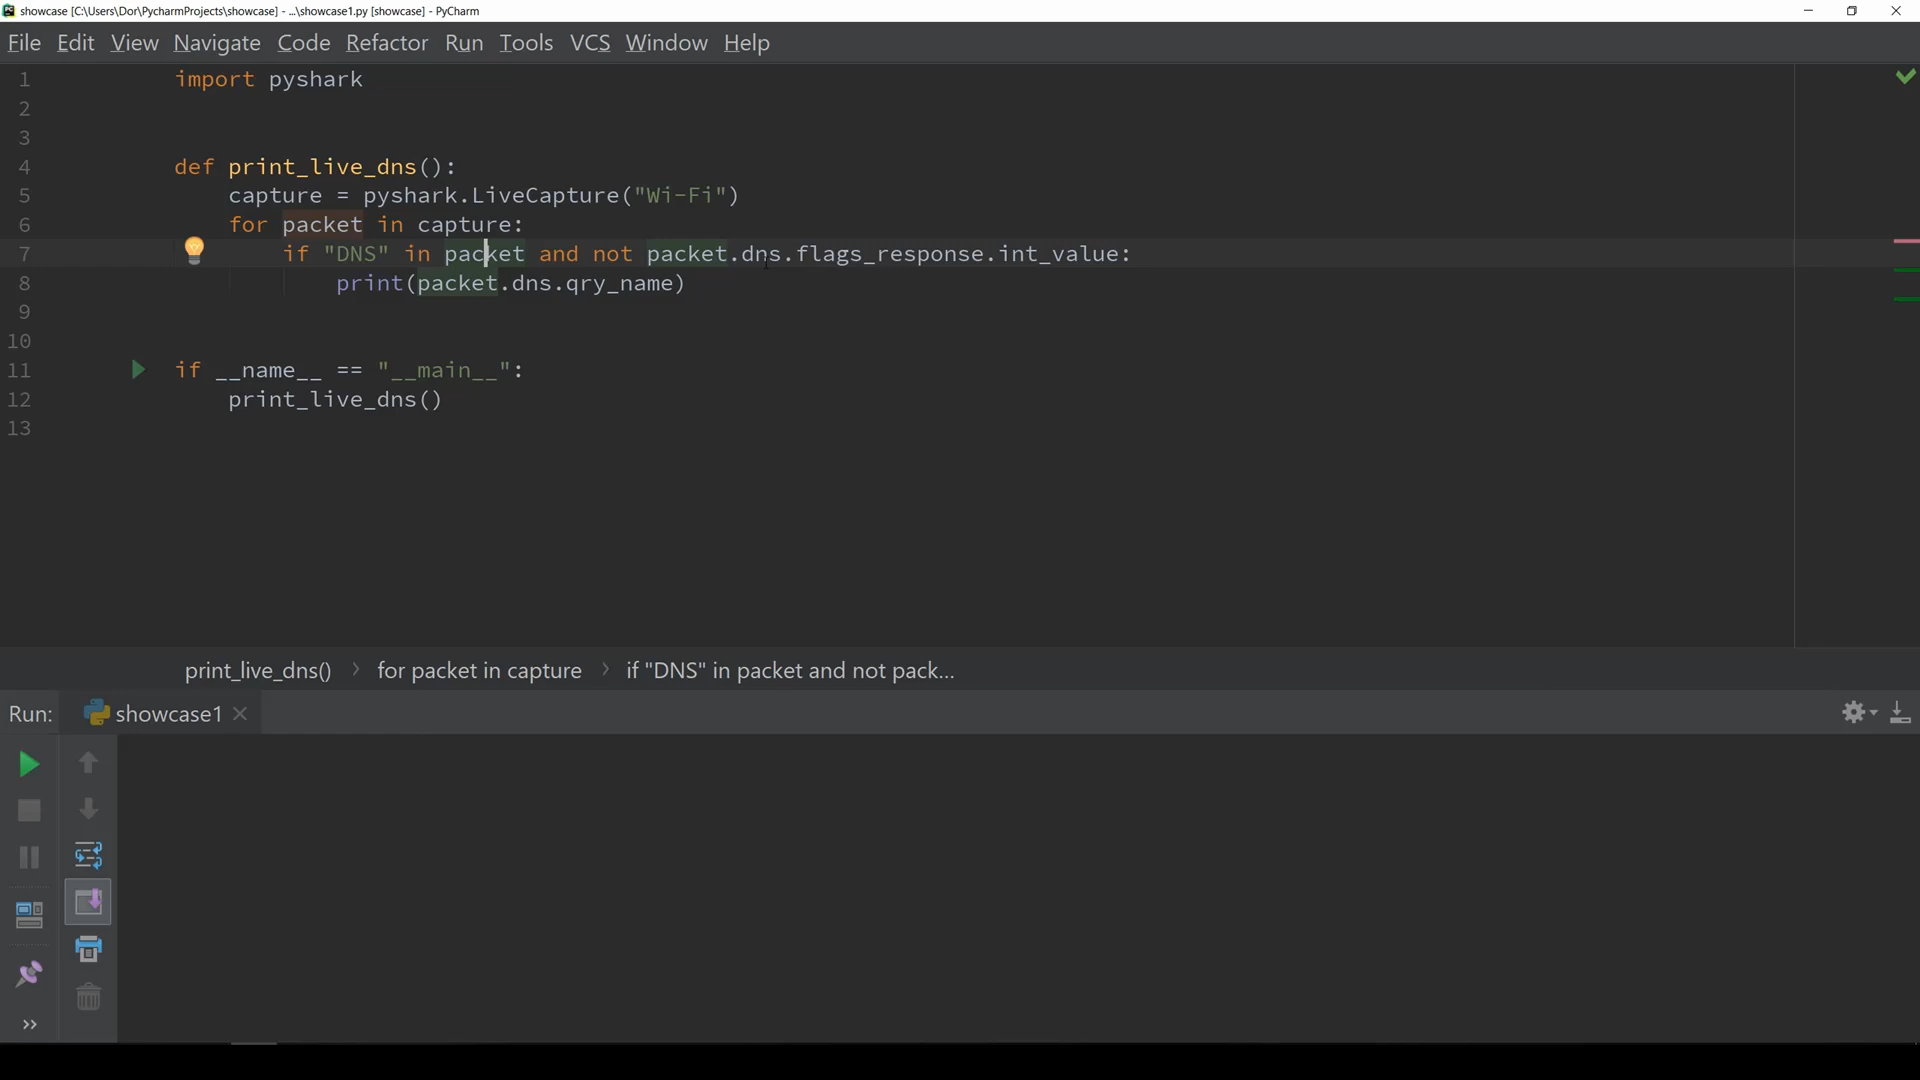 showcase [C:\Users\Dor\PycharmProjects\showcase] - ...\showcase1.py [showcase] - PyCharm
File Edit View Navigate Code Refactor Run Tools VCS Window Help
1 import pyshark
2
3
4 def print_live_dns():
5 capture = pyshark.LiveCapture("Wi-Fi")
6 for packet in capture:
7 if "DNS" in packet and not packet.dns.flags_response.int_value:
8 print(packet.dns.qry_name)
9
10
11 if __name__ == "__main__":
12 print_live_dns()
13
print_live_dns() › for packet in capture › if "DNS" in packet and not pack...
Run: showcase1